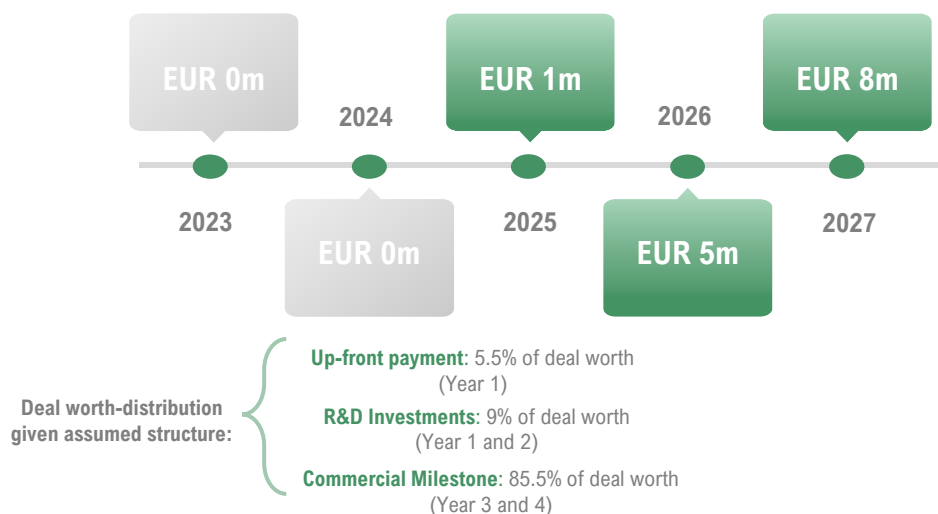 EUR 0m
EUR 1m
EUR 8m
2024
2026
2023
2025
2027
EUR 0m
EUR 5m
Deal worth-distribution
given assumed structure:
Up-front payment: 5.5% of deal worth
(Year 1)
R&D Investments: 9% of deal worth
(Year 1 and 2)
Commercial Milestone: 85.5% of deal worth
(Year 3 and 4)